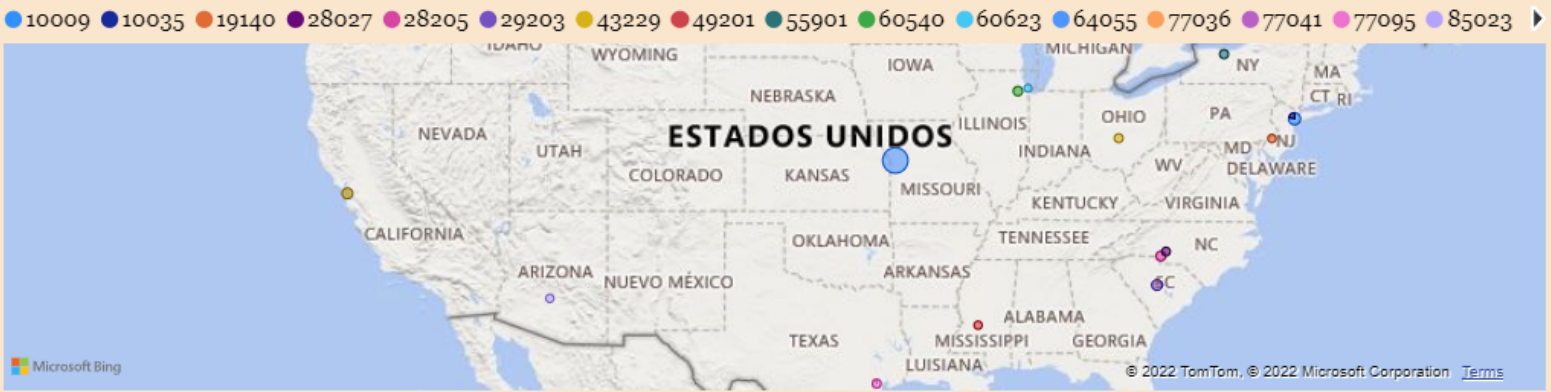 10009 10035 19140 28027 28205 29203 43229 49201 55901 60540 60623 64055 77036 77041 77095 85023
IDAHO WYOMING IOWA MICHIGAN NY MA
NEBRASKA CT RI
NEVADA UTAH ESTADOS UNIDOS ILLINOIS OHIO PA
INDIANA MD NJ
COLORADO KANSAS MISSOURI WV DELAWARE
KENTUCKY VIRGINIA
CALIFORNIA OKLAHOMA TENNESSEE NC
ARIZONA NUEVO MÉXICO ARKANSAS SC
ALABAMA
TEXAS MISSISSIPPI GEORGIA
LUISIANA
Microsoft Bing © 2022 TomTom, © 2022 Microsoft Corporation Terms